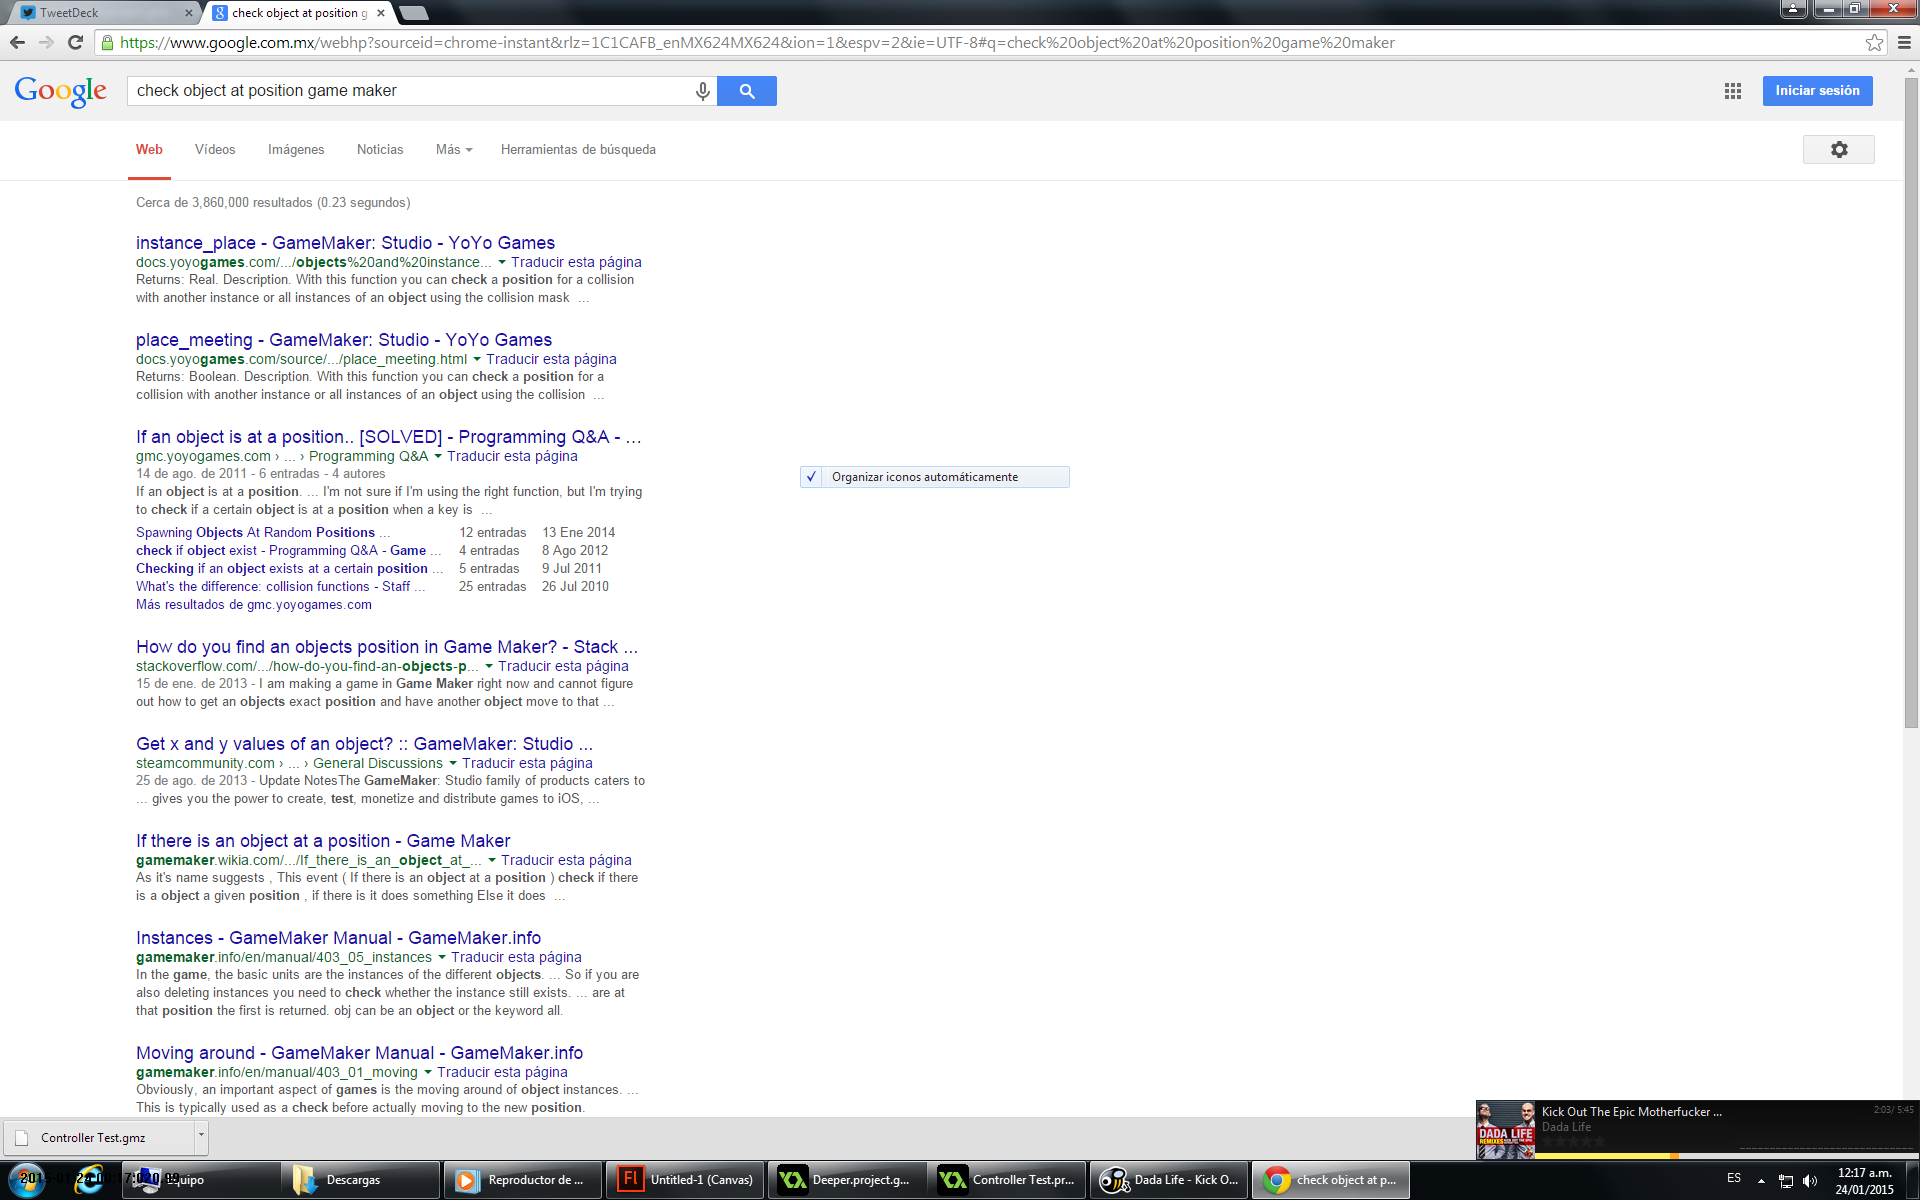 TweetDeck
check object at position g
https://www.google.com.mx/webhp?sourceid=chrome-instant&rlz=1C1CAFB_enMX624MX624&ion=1&espv=2&ie=UTF-8#q=check%20object%20at%20position%20game%20maker
Google
check object at position game maker
Iniciar sesión
Web Vídeos Imágenes Noticias Más Herramientas de búsqueda
Cerca de 3,860,000 resultados (0.23 segundos)
instance_place - GameMaker: Studio - YoYo Games
docs.yoyogames.com/.../objects%20and%20instance... Traducir esta página
Returns: Real. Description. With this function you can check a position for a collision
with another instance or all instances of an object using the collision mask ...
place_meeting - GameMaker: Studio - YoYo Games
docs.yoyogames.com/source/.../place_meeting.html Traducir esta página
Returns: Boolean. Description. With this function you can check a position for a
collision with another instance or all instances of an object using the collision ...
If an object is at a position.. [SOLVED] - Programming Q&A - ...
gmc.yoyogames.com › ... › Programming Q&A Traducir esta página
14 de ago. de 2011 - 6 entradas - 4 autores
If an object is at a position. ... I'm not sure if I'm using the right function, but I'm trying
to check if a certain object is at a position when a key is ...
Spawning Objects At Random Positions ... 12 entradas 13 Ene 2014
check if object exist - Programming Q&A - Game ... 4 entradas 8 Ago 2012
Checking if an object exists at a certain position ... 5 entradas 9 Jul 2011
What's the difference: collision functions - Staff ... 25 entradas 26 Jul 2010
Más resultados de gmc.yoyogames.com
Organizar iconos automáticamente
How do you find an objects position in Game Maker? - Stack ...
stackoverflow.com/.../how-do-you-find-an-objects-p... Traducir esta página
15 de ene. de 2013 - I am making a game in Game Maker right now and cannot figure
out how to get an objects exact position and have another object move to that ...
Get x and y values of an object? :: GameMaker: Studio ...
steamcommunity.com › ... › General Discussions Traducir esta página
25 de ago. de 2013 - Update NotesThe GameMaker: Studio family of products caters to
... gives you the power to create, test, monetize and distribute games to iOS, ...
If there is an object at a position - Game Maker
gamemaker.wikia.com/.../If_there_is_an_object_at_... Traducir esta página
As it's name suggests , This event ( If there is an object at a position ) check if there
is a object a given position , if there is it does something Else it does ...
Instances - GameMaker Manual - GameMaker.info
gamemaker.info/en/manual/403_05_instances Traducir esta página
In the game, the basic units are the instances of the different objects. ... So if you are
also deleting instances you need to check whether the instance still exists. ... are at
that position the first is returned. obj can be an object or the keyword all.
Moving around - GameMaker Manual - GameMaker.info
gamemaker.info/en/manual/403_01_moving Traducir esta página
Obviously, an important aspect of games is the moving around of object instances. ...
This is typically used as a check before actually moving to the new position.
Controller Test.gmz
DADA LIFE
Kick Out The Epic Motherfucker ...
2:03/ 5:45
Dada Life
Equipo
Descargas
Reproductor de ...
Untitled-1 (Canvas)
Deeper.project.g...
Controller Test.pr...
Dada Life - Kick O...
check object at p...
ES
12:17 a.m.
24/01/2015